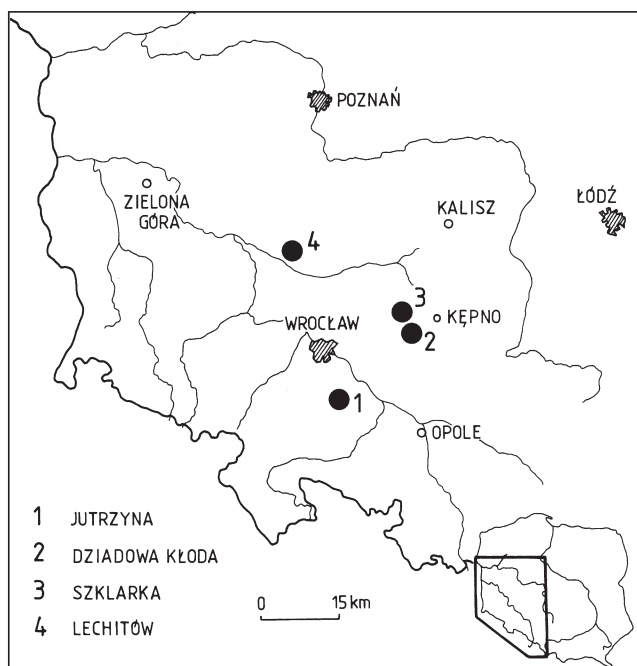 POZNAŃ
ZIELONA
GÓRA
KALISZ
ŁÓDŹ
4
3
KĘPNO
WROCŁAW
2
1
OPOLE
1 JUTRZYNA
2 DZIADOWA KŁODA
3 SZKLARKA
4 LECHITÓW
0 15 km